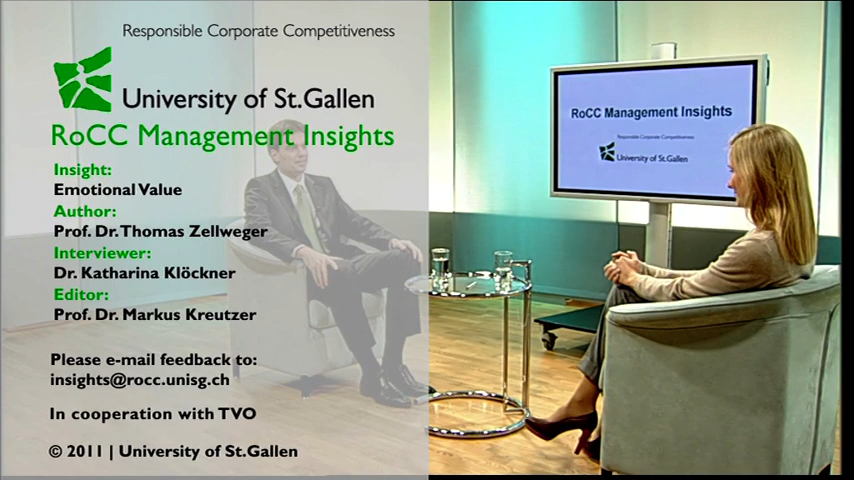 Responsible Corporate Competitiveness
University of St.Gallen
RoCC Management Insights
Insight:
Emotional Value
Author:
Prof. Dr. Thomas Zellweger
Interviewer:
Dr. Katharina Klöckner
Editor:
Prof. Dr. Markus Kreutzer
Please e-mail feedback to:
insights@rocc.unisg.ch
In cooperation with TVO
© 2011 | University of St.Gallen
RoCC Management Insights
Responsible Corporate Competitiveness
University of St.Gallen